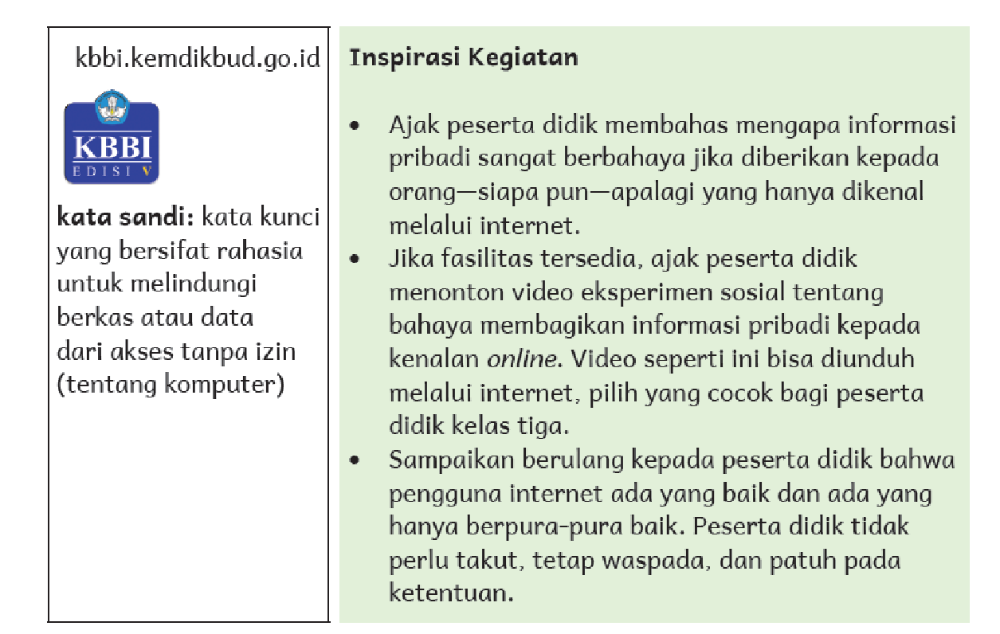 kbbi.kemdikbud.go.id
KBBI
EDISI V
kata sandi: kata kunci
yang bersifat rahasia
untuk melindungi
berkas atau data
dari akses tanpa izin
(tentang komputer)
Inspirasi Kegiatan
• Ajak peserta didik membahas mengapa informasi
pribadi sangat berbahaya jika diberikan kepada
orang—siapa pun—apalagi yang hanya dikenal
melalui internet.
• Jika fasilitas tersedia, ajak peserta didik
menonton video eksperimen sosial tentang
bahaya membagikan informasi pribadi kepada
kenalan online. Video seperti ini bisa diunduh
melalui internet, pilih yang cocok bagi peserta
didik kelas tiga.
• Sampaikan berulang kepada peserta didik bahwa
pengguna internet ada yang baik dan ada yang
hanya berpura-pura baik. Peserta didik tidak
perlu takut, tetap waspada, dan patuh pada
ketentuan.